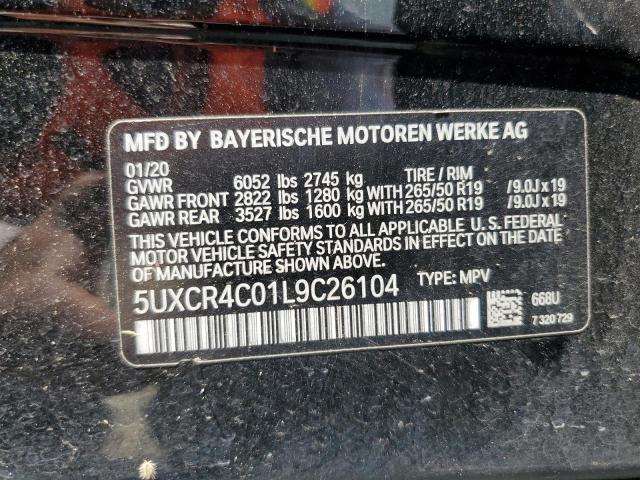 MFD BY BAYERISCHE MOTOREN WERKE AG
01/20 TIRE / RIM
GVWR 6052 lbs 2745 kg
GAWR FRONT 2822 lbs 1280 kg WITH 265/50 R19 /9.0J x 19
GAWR REAR 3527 lbs 1600 kg WITH 265/50 R19 /9.0J x 19
THIS VEHICLE CONFORMS TO ALL APPLICABLE U.S. FEDERAL
MOTOR VEHICLE SAFETY STANDARDS IN EFFECT ON THE DATE
OF MANUFACTURE SHOWN ABOVE.
5UXCR4C01L9C26104 TYPE: MPV
668U
7 320 729